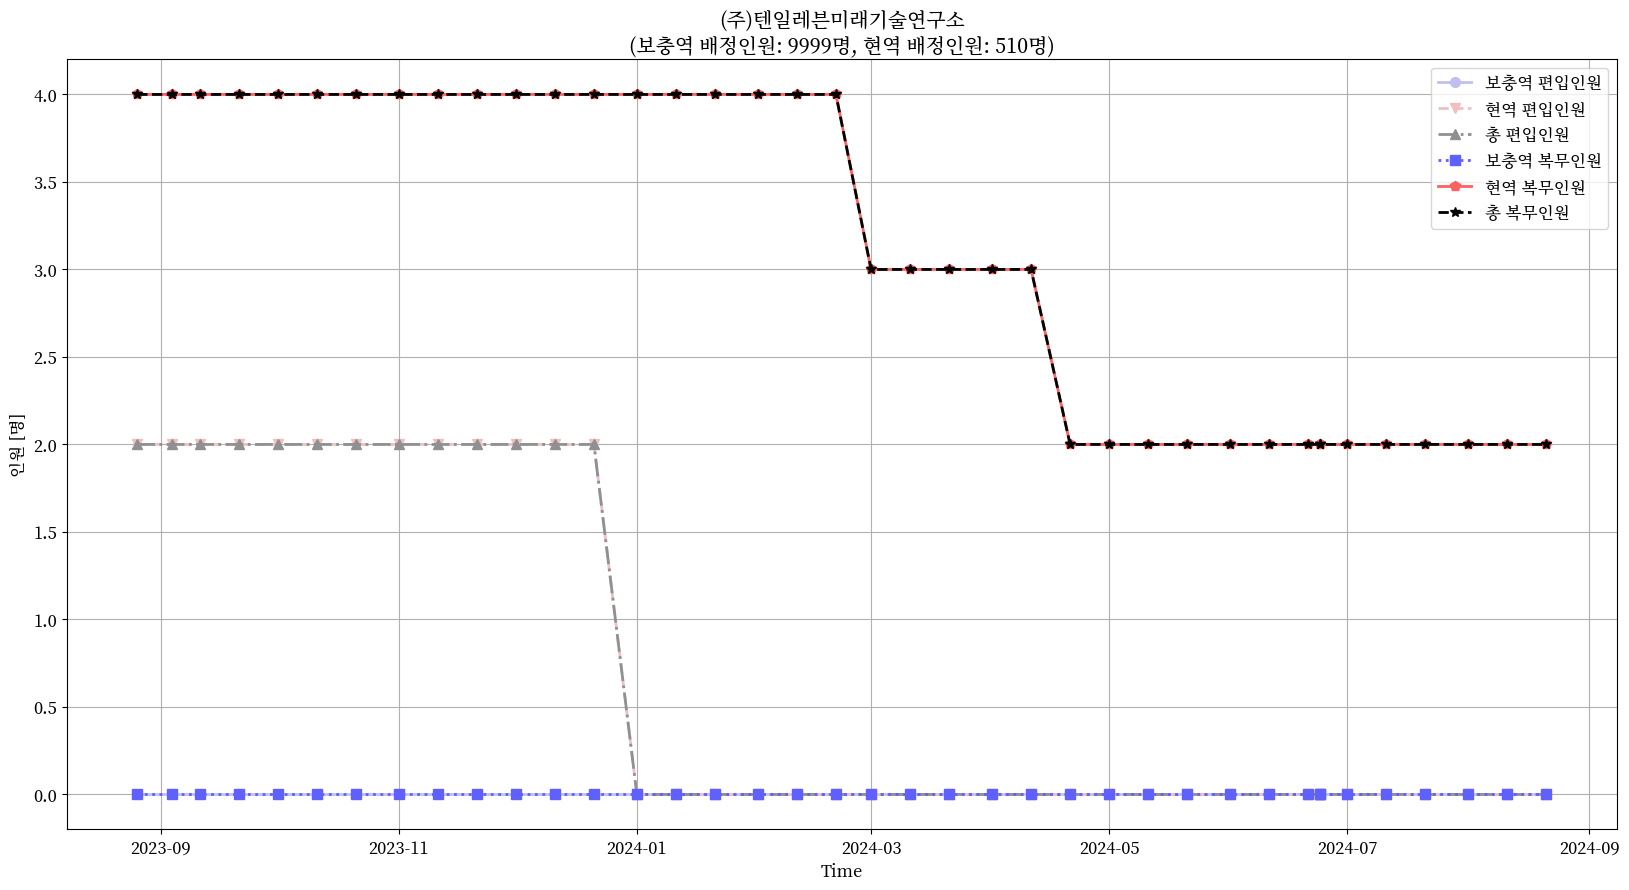 (주)텐일레븐미래기술연구소
(보충역 배정인원: 9999명, 현역 배정인원: 510명)
보충역 편입인원
현역 편입인원
총 편입인원
보충역 복무인원
현역 복무인원
총 복무인원
4.0
3.5
3.0
2.5
2.0
1.5
1.0
0.5
0.0
인원 [명]
2023-09
2023-11
2024-01
2024-03
2024-05
2024-07
2024-09
Time